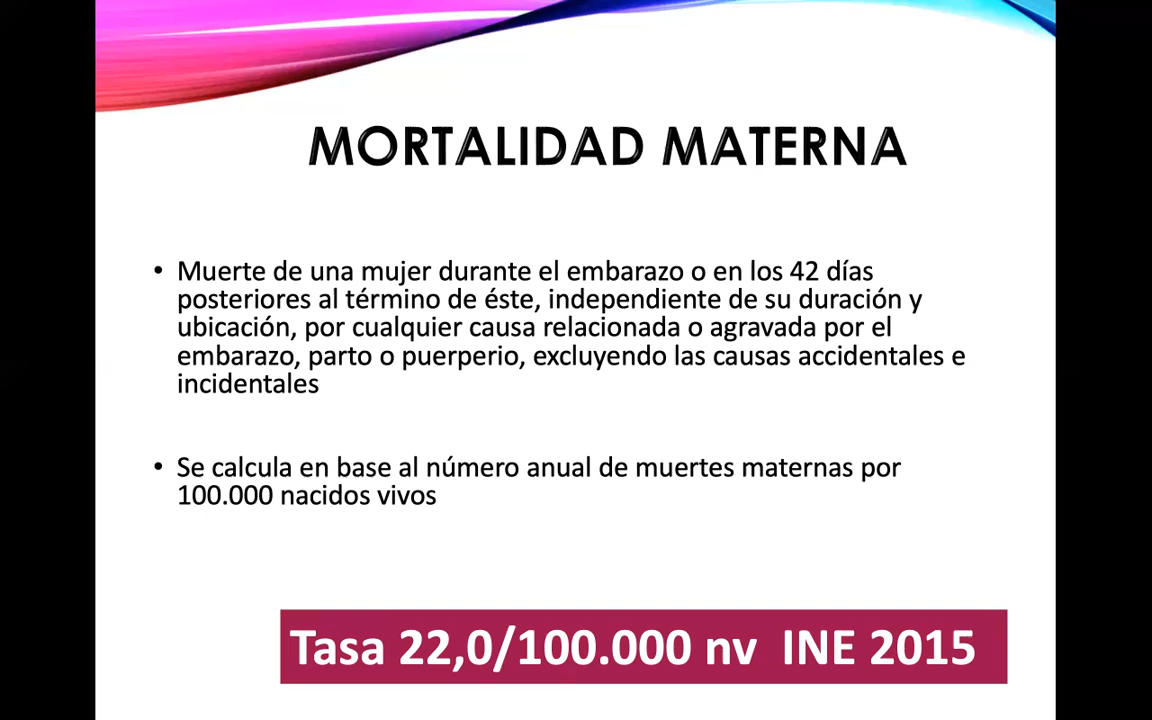 MORTALIDAD MATERNA
• Muerte de una mujer durante el embarazo o en los 42 días
posteriores al término de éste, independiente de su duración y
ubicación, por cualquier causa relacionada o agravada por el
embarazo, parto o puerperio, excluyendo las causas accidentales e
incidentales
• Se calcula en base al número anual de muertes maternas por
100.000 nacidos vivos
Tasa 22,0/100.000 nv INE 2015